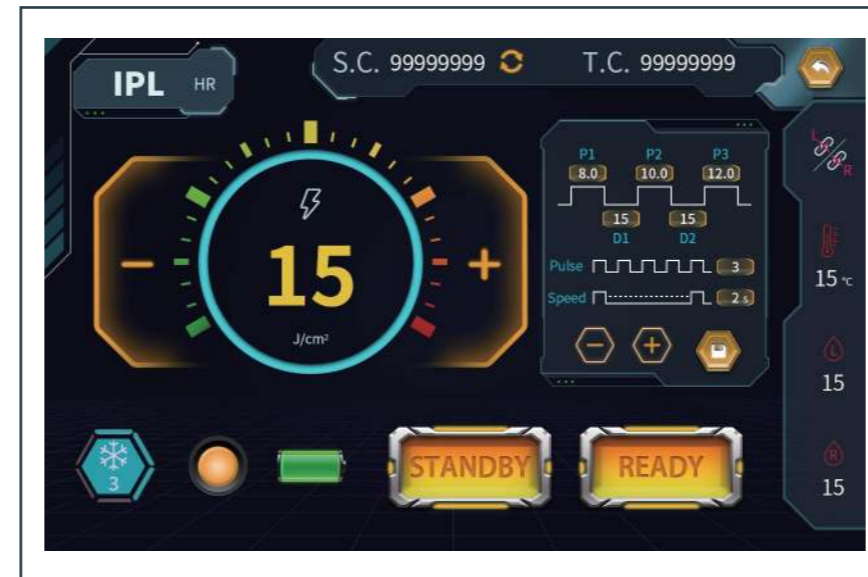 IPL HR
S.C. 99999999
T.C. 99999999
15
J/cm²
P1 P2 P3
8.0 10.0 12.0
15 15
D1 D2
Pulse 3
Speed 2 s
L
R
15 °C
L
15
R
15
3
STANDBY
READY